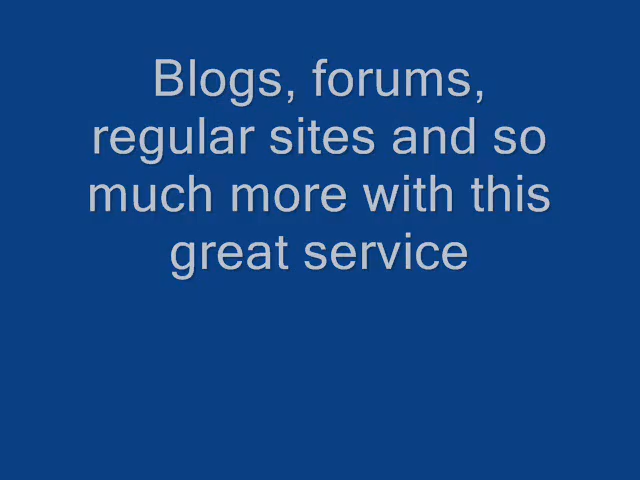 Blogs, forums,
regular sites and so
much more with this
great service